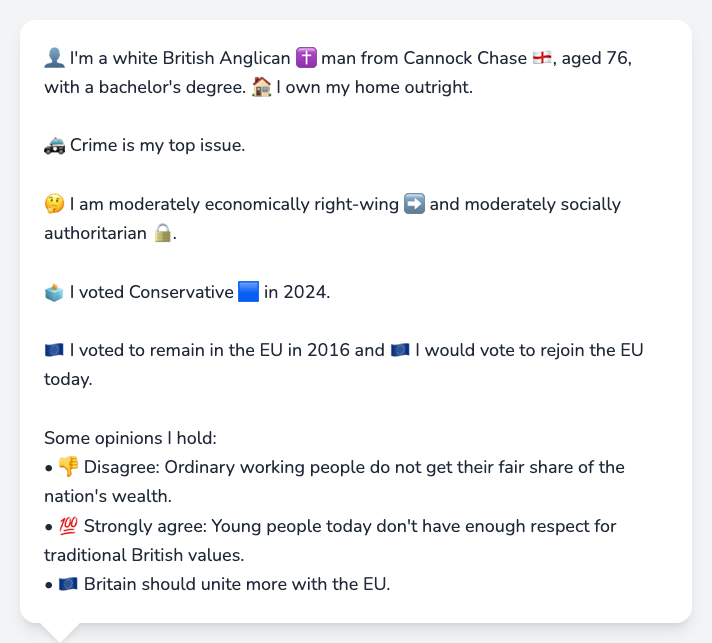 👤 I'm a white British Anglican ✝️ man from Cannock Chase 🏴󠁧󠁢󠁥󠁮󠁧󠁿, aged 76,
with a bachelor's degree. 🏠 I own my home outright.
🚓 Crime is my top issue.
🤔 I am moderately economically right-wing ➡️ and moderately socially
authoritarian 🔒.
🗳️ I voted Conservative 🟦 in 2024.
🇪🇺 I voted to remain in the EU in 2016 and 🇪🇺 I would vote to rejoin the EU
today.
Some opinions I hold:
• 👎 Disagree: Ordinary working people do not get their fair share of the
nation's wealth.
• 💯 Strongly agree: Young people today don't have enough respect for
traditional British values.
• 🇪🇺 Britain should unite more with the EU.